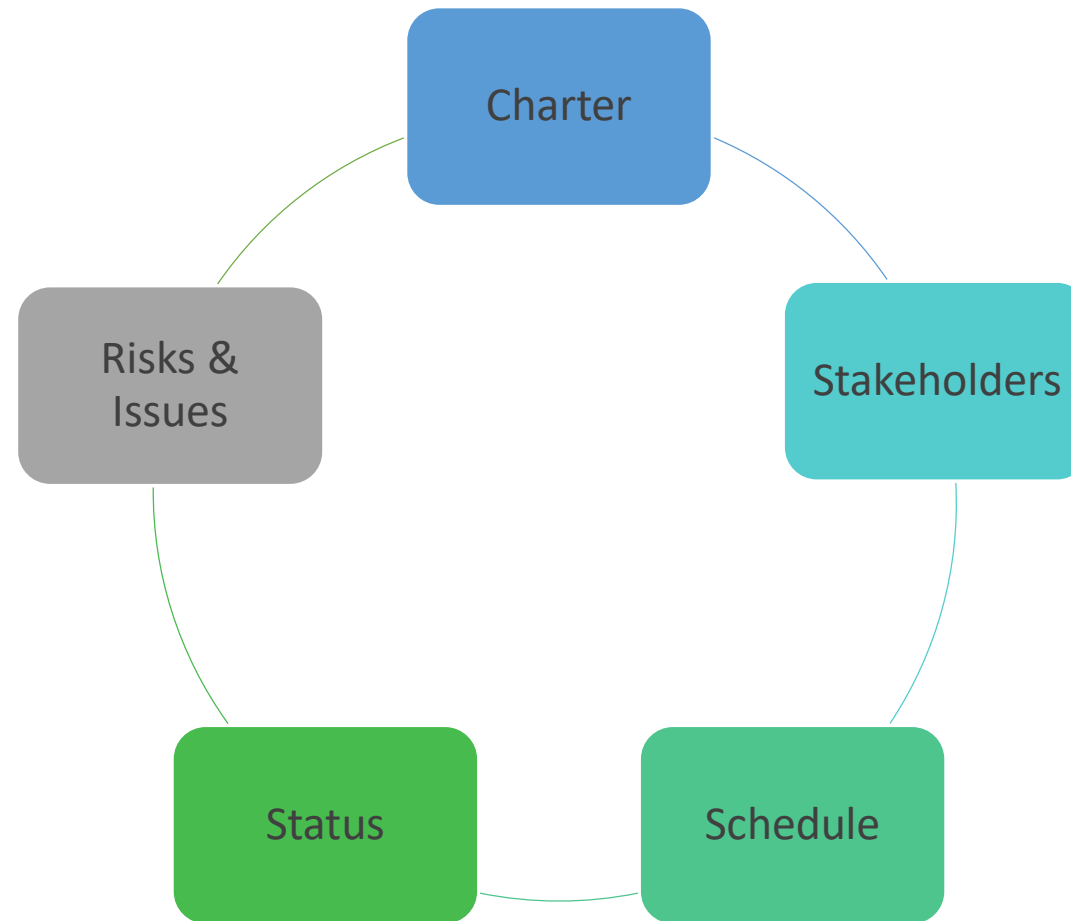 Charter
Stakeholders
Schedule
Status
Risks &
Issues